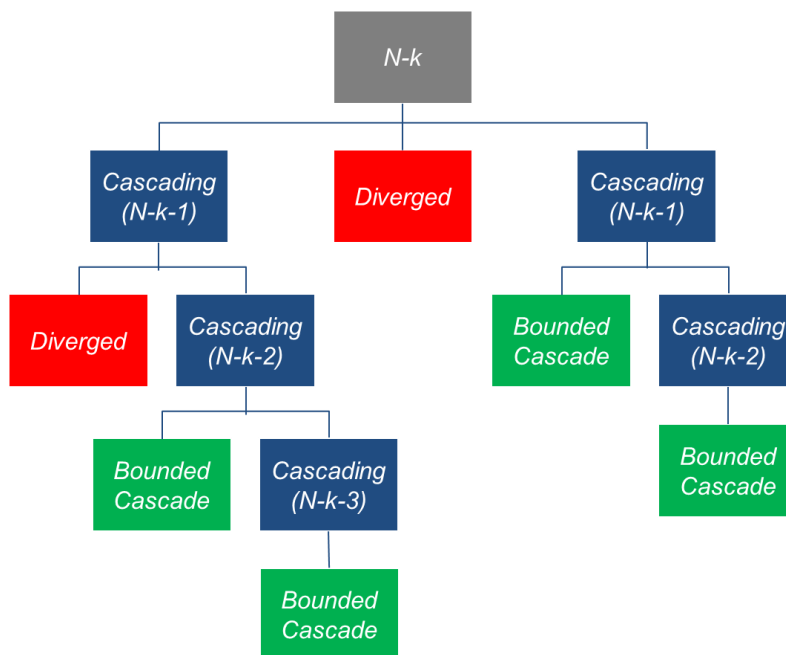 N-k
Cascading
(N-k-1)
Diverged
Cascading
(N-k-1)
Diverged
Cascading
(N-k-2)
Bounded
Cascade
Cascading
(N-k-2)
Bounded
Cascade
Cascading
(N-k-3)
Bounded
Cascade
Bounded
Cascade